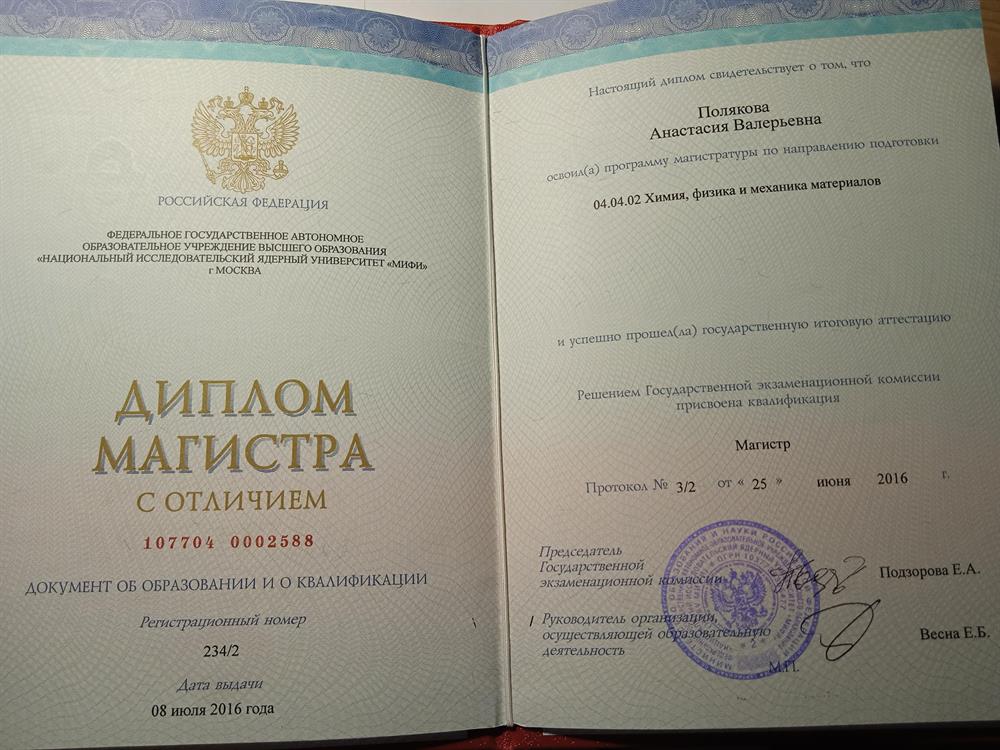 РОССИЙСКАЯ ФЕДЕРАЦИЯ
ФЕДЕРАЛЬНОЕ ГОСУДАРСТВЕННОЕ АВТОНОМНОЕ
ОБРАЗОВАТЕЛЬНОЕ УЧРЕЖДЕНИЕ ВЫСШЕГО ОБРАЗОВАНИЯ
«НАЦИОНАЛЬНЫЙ ИССЛЕДОВАТЕЛЬСКИЙ ЯДЕРНЫЙ УНИВЕРСИТЕТ «МИФИ»
г МОСКВА
ДИПЛОМ
МАГИСТРА
С ОТЛИЧИЕМ
107704 0002588
ДОКУМЕНТ ОБ ОБРАЗОВАНИИ И О КВАЛИФИКАЦИИ
Регистрационный номер
234/2
Дата выдачи
08 июля 2016 года
Настоящий диплом свидетельствует о том, что
Полякова
Анастасия Валерьевна
освоил(а) программу магистратуры по направлению подготовки
04.04.02 Химия, физика и механика материалов
и успешно прошел(ла) государственную итоговую аттестацию
Решением Государственной экзаменационной комиссии
присвоена квалификация
Магистр
Протокол № 3/2 от « 25 » июня 2016 г.
Председатель
Государственной
экзаменационной комиссии
Подзорова Е.А.
Руководитель организации,
осуществляющей образовательную
деятельность
Весна Е.Б.
М.П.